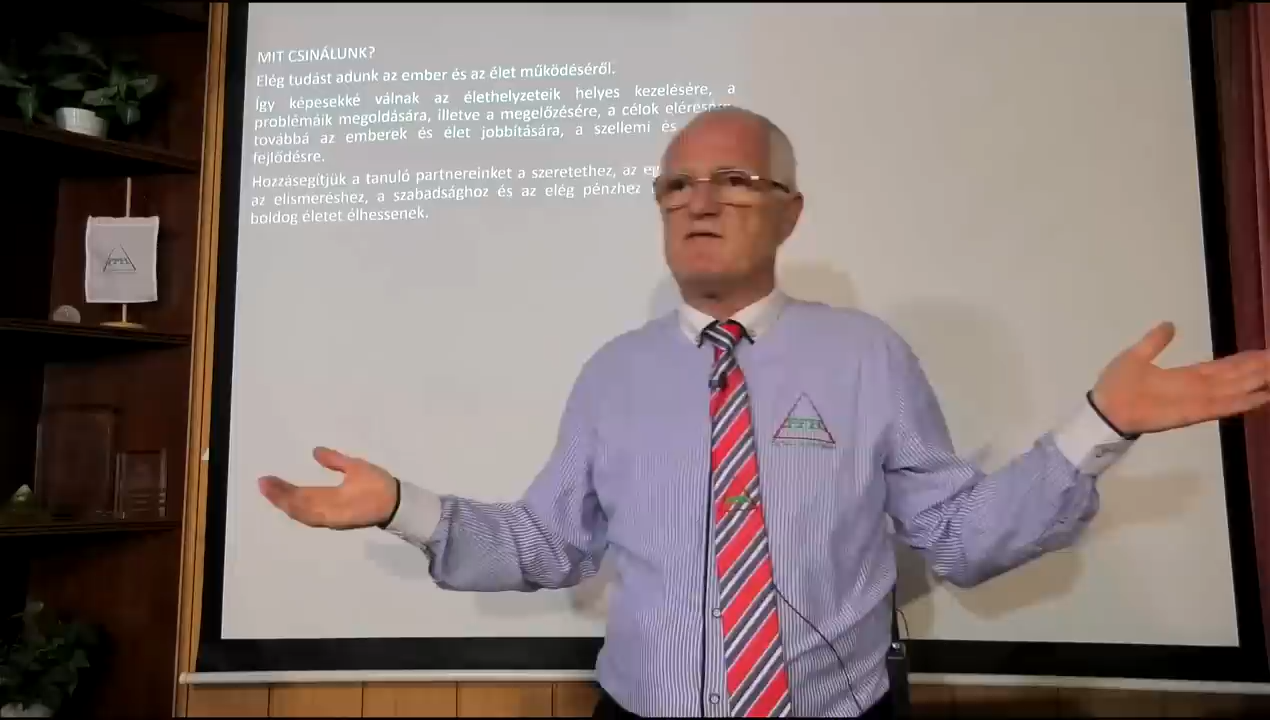 MIT CSINÁLUNK?
Elég tudást adunk az ember és az élet működéséről.
Így képesekké válnak az élethelyzeteik helyes kezelésére, a
problémáik megoldására, illetve a megelőzésére, a célok elérésére,
továbbá az emberek és élet jobbítására, a szellemi és
fejlődésre.
Hozzásegítjük a tanuló partnereinket a szeretethez, az
az elismeréshez, a szabadsághoz és az elég pénzhez
boldog életet élhessenek.